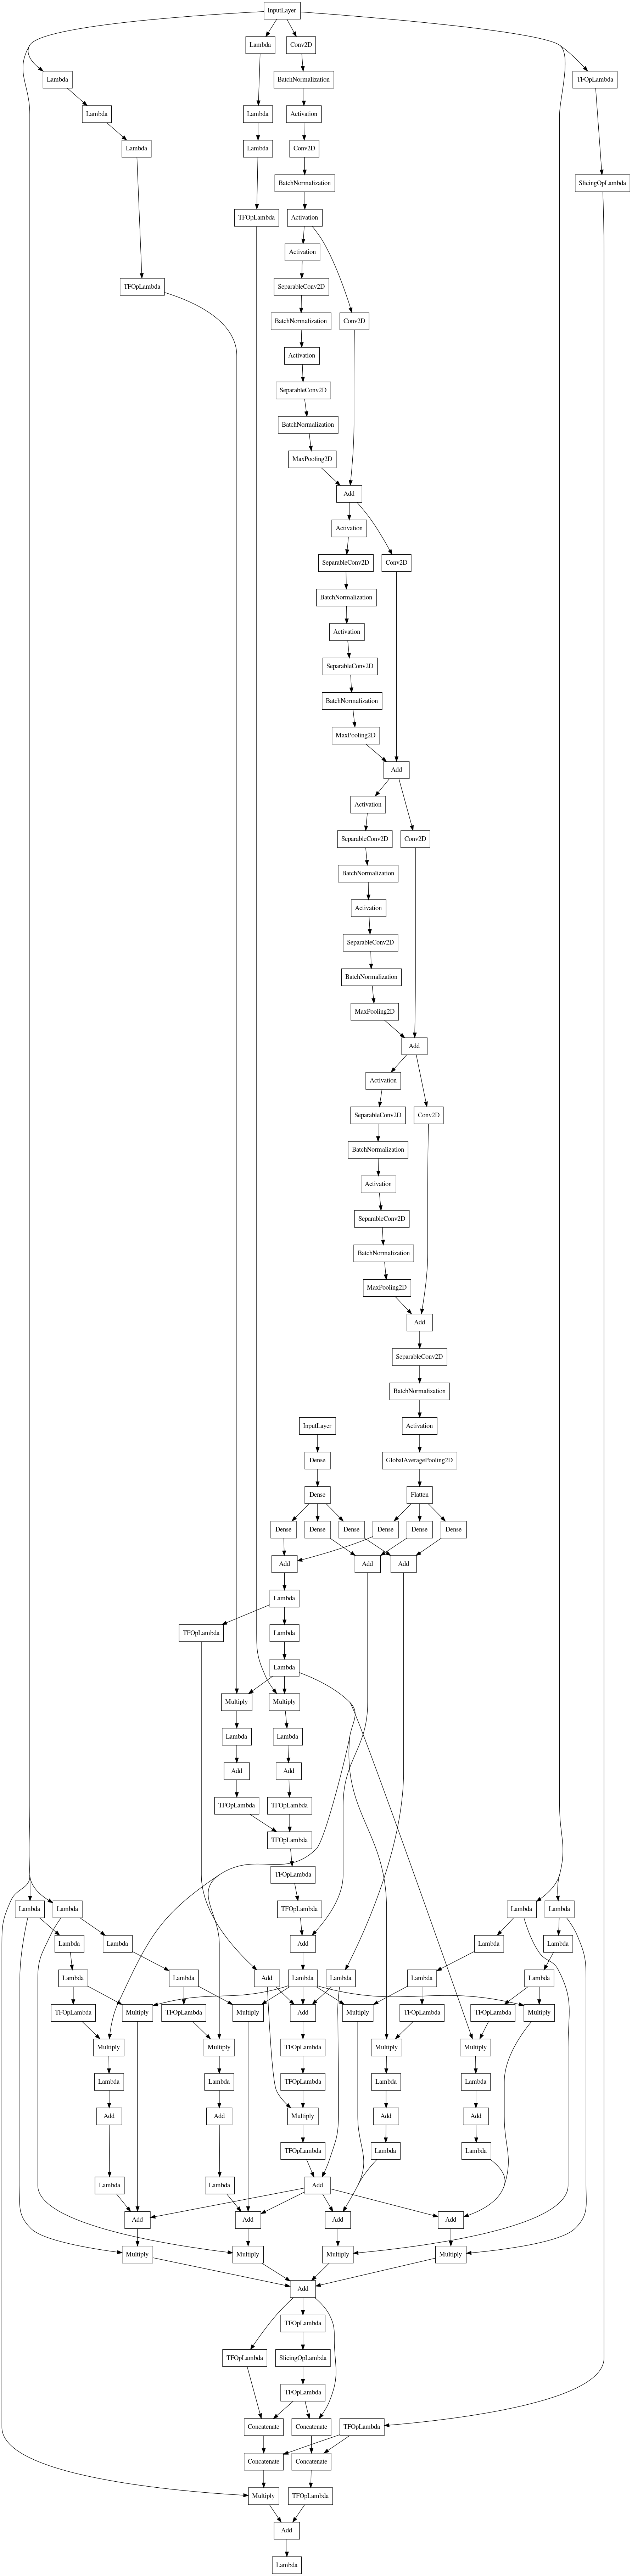 InputLayer
Lambda
Conv2D
Lambda
BatchNormalization
TFOpLambda
Lambda
Lambda
Activation
Lambda
Lambda
Conv2D
BatchNormalization
SlicingOpLambda
TFOpLambda
Activation
Activation
TFOpLambda
SeparableConv2D
BatchNormalization
Conv2D
Activation
SeparableConv2D
BatchNormalization
MaxPooling2D
Add
Activation
SeparableConv2D
Conv2D
BatchNormalization
Activation
SeparableConv2D
BatchNormalization
MaxPooling2D
Add
Activation
SeparableConv2D
Conv2D
BatchNormalization
Activation
SeparableConv2D
BatchNormalization
MaxPooling2D
Add
Activation
SeparableConv2D
Conv2D
BatchNormalization
Activation
SeparableConv2D
BatchNormalization
MaxPooling2D
Add
SeparableConv2D
BatchNormalization
InputLayer
Activation
Dense
GlobalAveragePooling2D
Dense
Flatten
Dense
Dense
Dense
Dense
Dense
Dense
Add
Add
Add
Lambda
TFOpLambda
Lambda
Lambda
Multiply
Multiply
Lambda
Lambda
Add
Add
TFOpLambda
TFOpLambda
TFOpLambda
TFOpLambda
Lambda
Lambda
TFOpLambda
Lambda
Lambda
Lambda
Lambda
Add
Lambda
Lambda
Lambda
Lambda
Add
Lambda
Lambda
Lambda
Lambda
TFOpLambda
Multiply
TFOpLambda
Multiply
Add
Multiply
TFOpLambda
TFOpLambda
Multiply
Multiply
Multiply
TFOpLambda
Multiply
Multiply
Lambda
Lambda
TFOpLambda
Lambda
Lambda
Add
Add
Multiply
Add
Add
TFOpLambda
Lambda
Lambda
Lambda
Lambda
Add
Add
Add
Add
Add
Multiply
Multiply
Multiply
Multiply
Add
TFOpLambda
TFOpLambda
SlicingOpLambda
TFOpLambda
Concatenate
Concatenate
TFOpLambda
Concatenate
Concatenate
Multiply
TFOpLambda
Add
Lambda